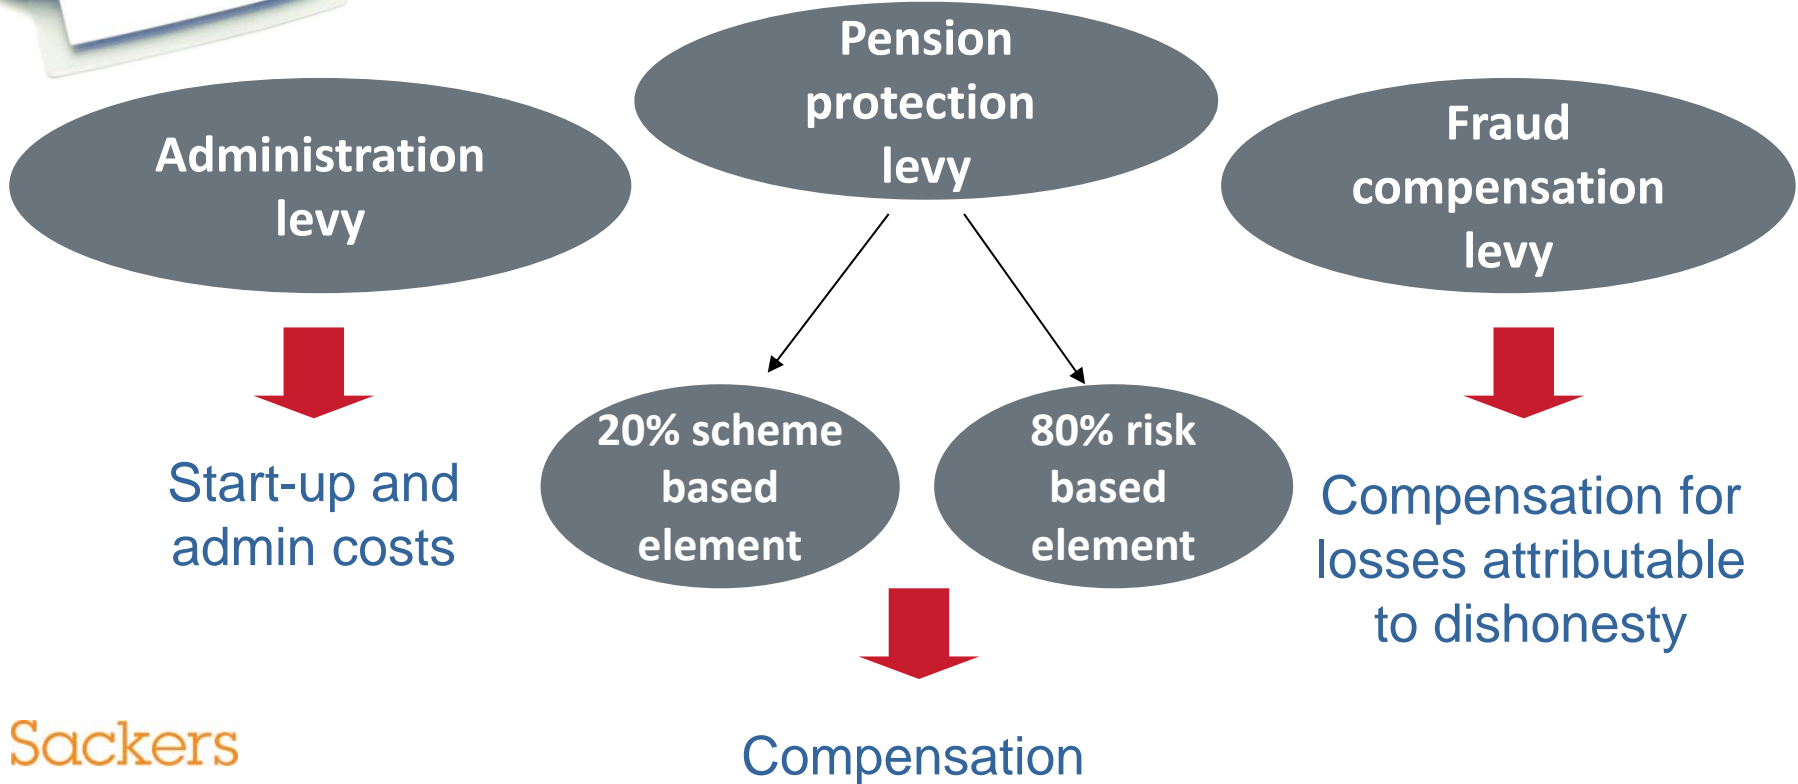 Administration
levy
Pension
protection
levy
Fraud
compensation
levy
Start-up and
admin costs
20% scheme
based
element
80% risk
based
element
Compensation for
losses attributable
to dishonesty
Compensation
Sackers